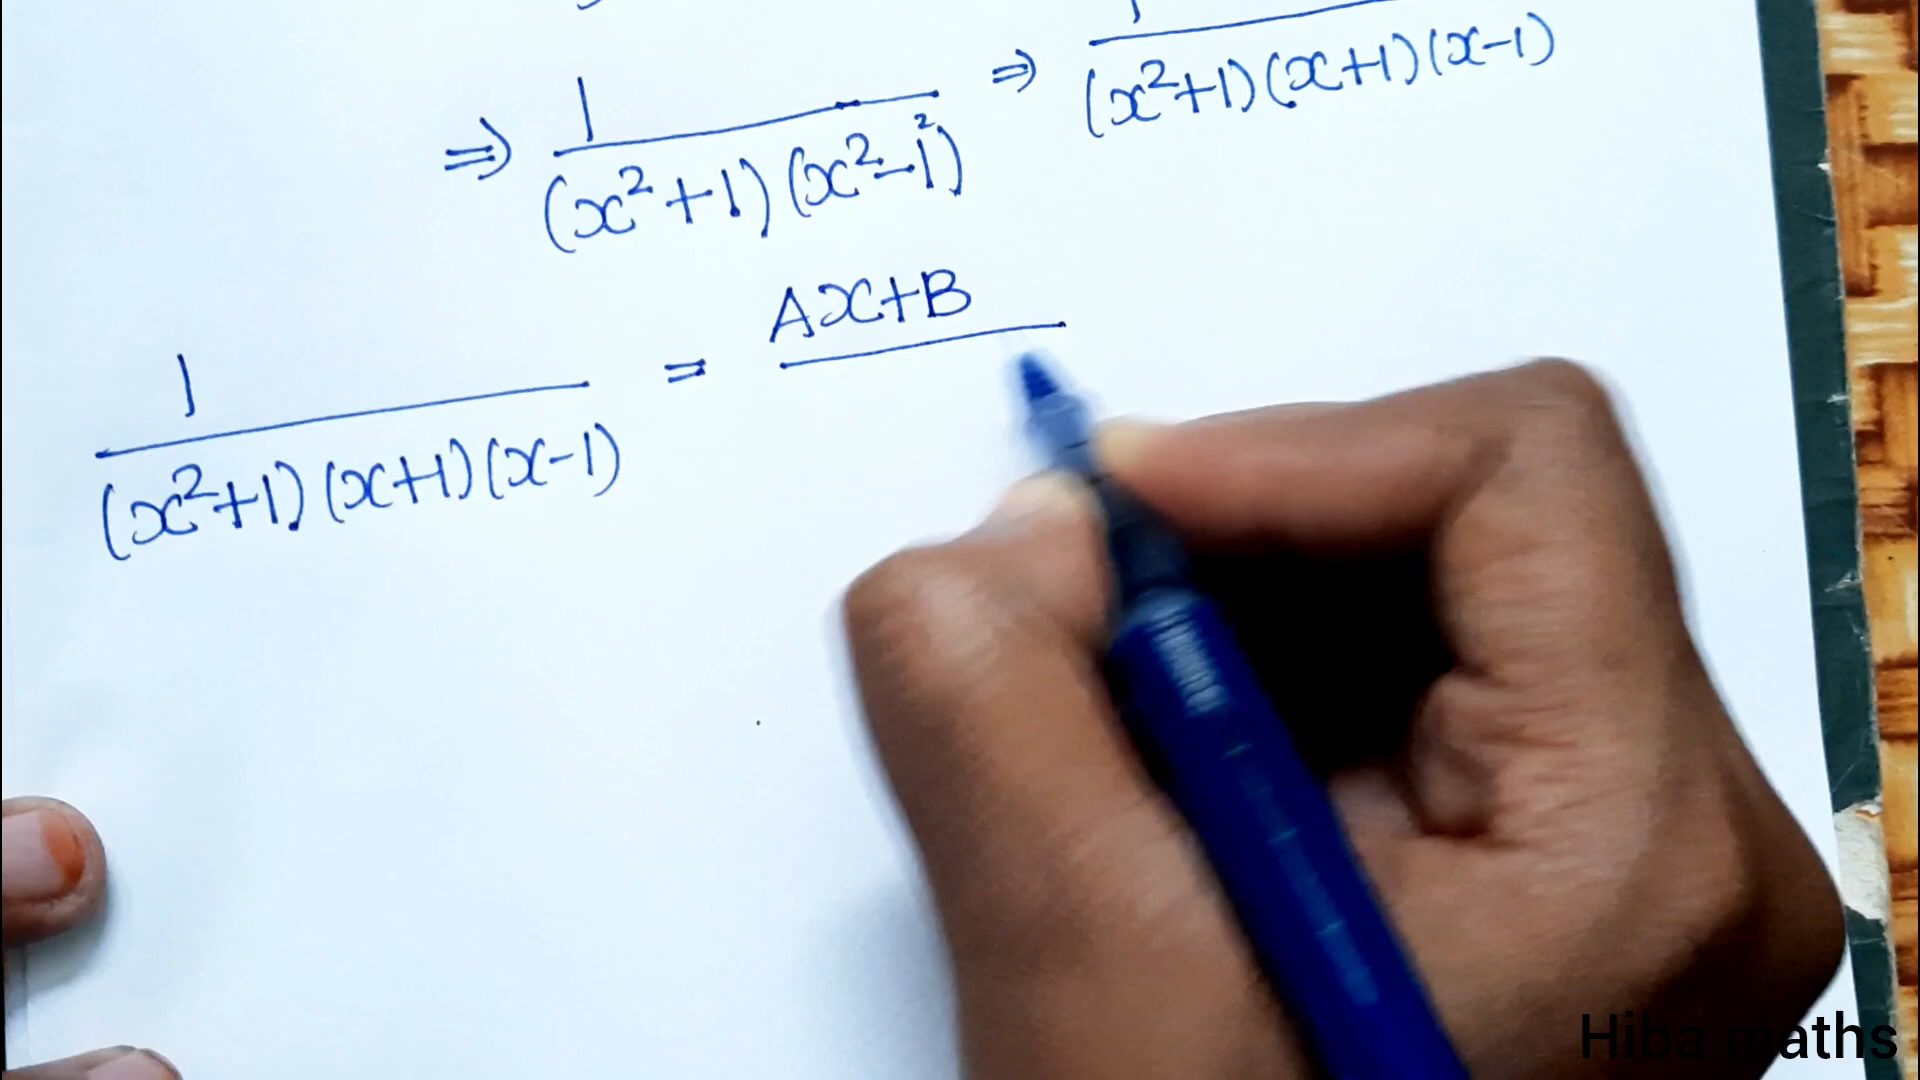 ⇒ 1/((x²+1)(x²-1²)) ⇒ 1/((x²+1)(x+1)(x-1))
1/((x²+1)(x+1)(x-1)) = Ax+B
Hiba maths